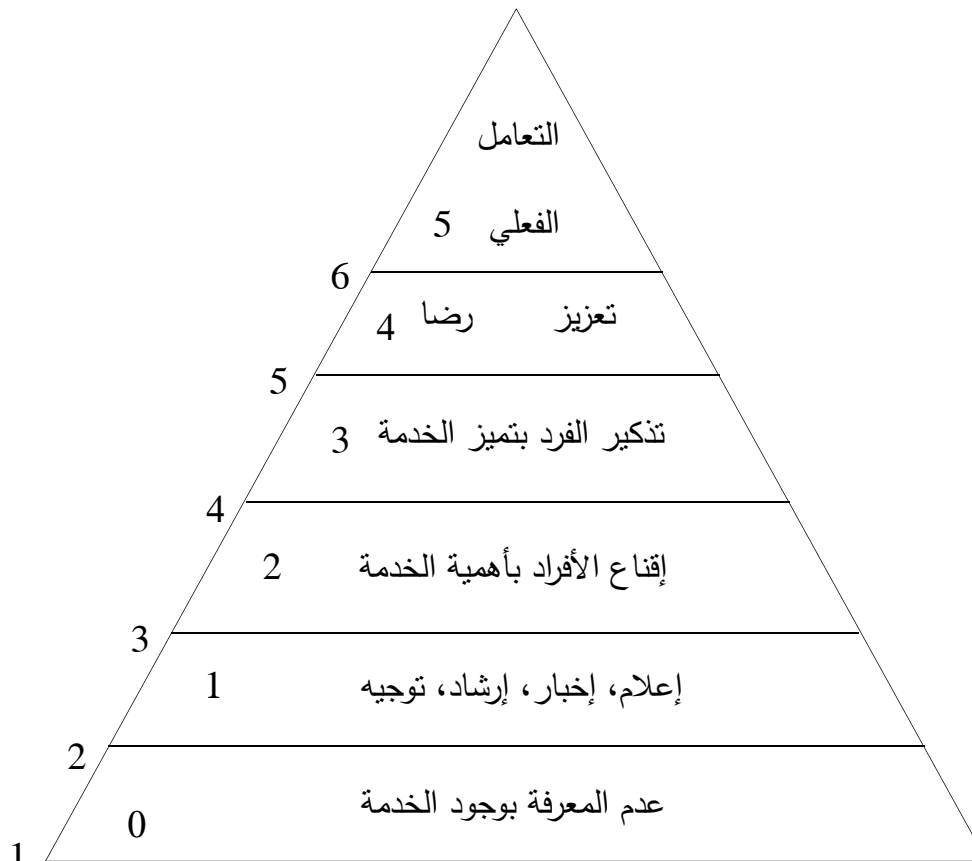 التعامل
الفعلي 5
6
تعزيز رضا 4
5
تذكير الفرد بتميز الخدمة 3
4
إقناع الأفراد بأهمية الخدمة 2
3
إعلام، إخبار، إرشاد، توجيه 1
2
عدم المعرفة بوجود الخدمة 0
1